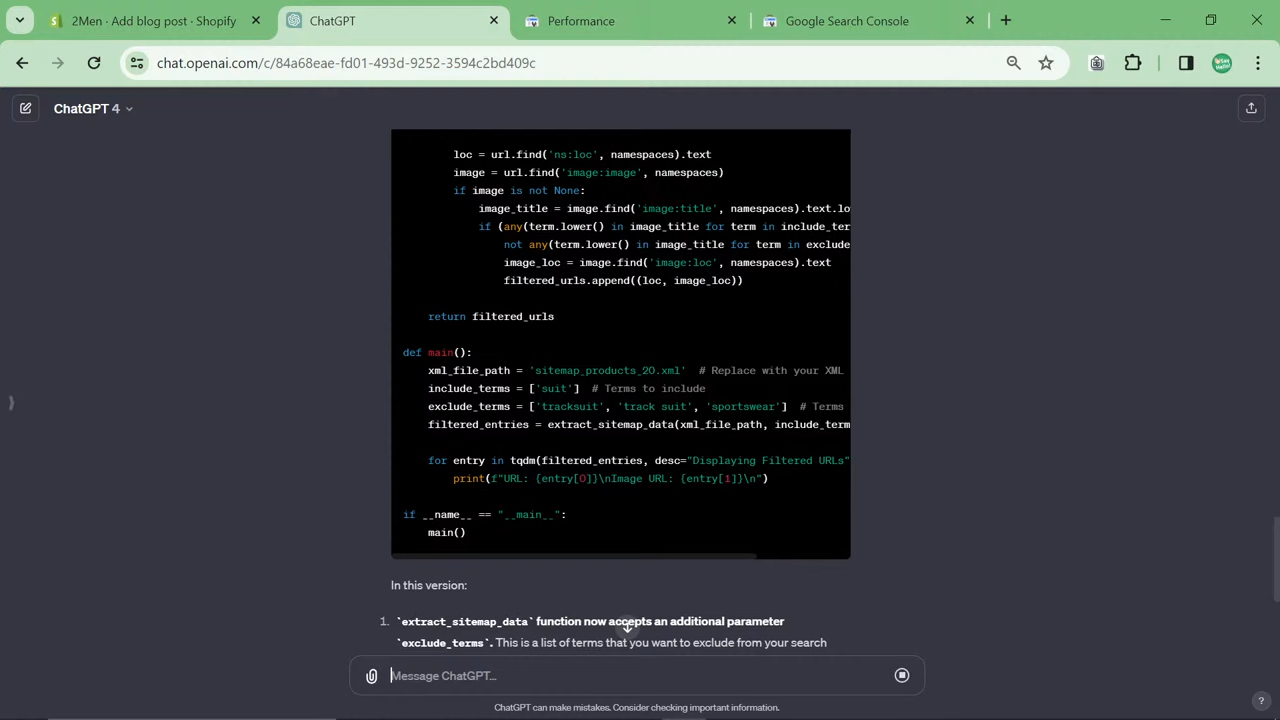 2Men · Add blog post · Shopify
ChatGPT
Performance
Google Search Console
chat.openai.com/c/84a68eae-fd01-493d-9252-3594c2bd409c
ChatGPT 4
loc = url.find('ns:loc', namespaces).text
image = url.find('image:image', namespaces)
if image is not None:
image_title = image.find('image:title', namespaces).text.lo
if (any(term.lower() in image_title for term in include_ter
not any(term.lower() in image_title for term in exclude
image_loc = image.find('image:loc', namespaces).text
filtered_urls.append((loc, image_loc))
return filtered_urls
def main():
xml_file_path = 'sitemap_products_20.xml'  # Replace with your XML
include_terms = ['suit']  # Terms to include
exclude_terms = ['tracksuit', 'track suit', 'sportswear']  # Terms
filtered_entries = extract_sitemap_data(xml_file_path, include_term
for entry in tqdm(filtered_entries, desc="Displaying Filtered URLs"
print(f"URL: {entry[0]}\nImage URL: {entry[1]}\n")
if __name__ == "__main__":
main()
In this version:
1. `extract_sitemap_data` function now accepts an additional parameter
`exclude_terms`. This is a list of terms that you want to exclude from your search
Message ChatGPT...
ChatGPT can make mistakes. Consider checking important information.
?